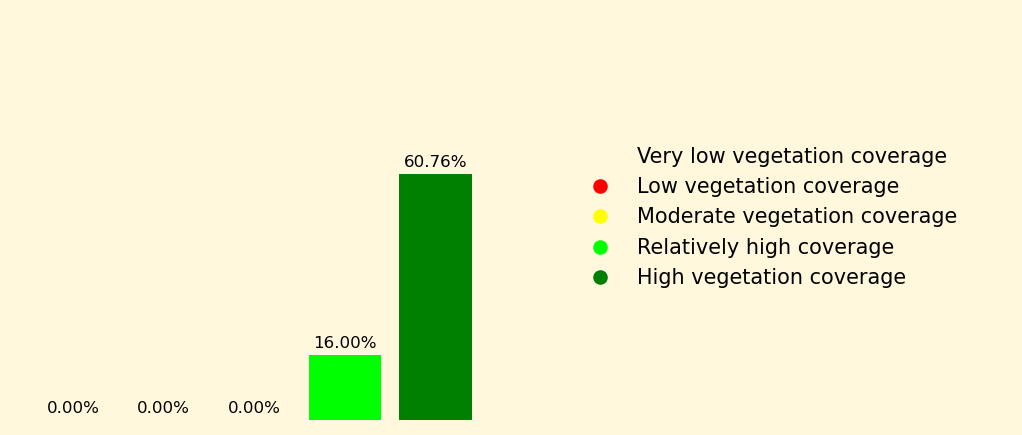 60.76%
16.00%
0.00%
0.00%
0.00%
Very low vegetation coverage
Low vegetation coverage
Moderate vegetation coverage
Relatively high coverage
High vegetation coverage